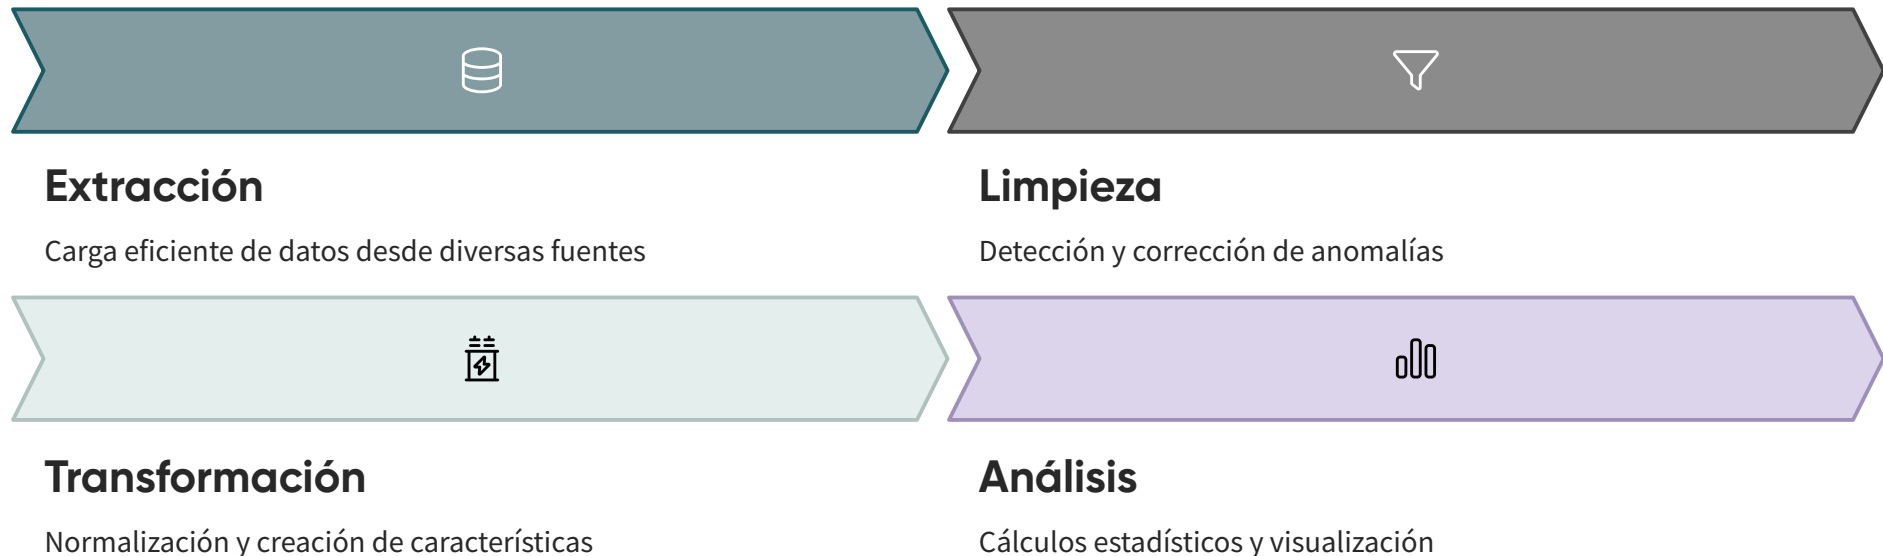 Extracción
Carga eficiente de datos desde diversas fuentes
Limpieza
Detección y corrección de anomalías
Transformación
Normalización y creación de características
Análisis
Cálculos estadísticos y visualización